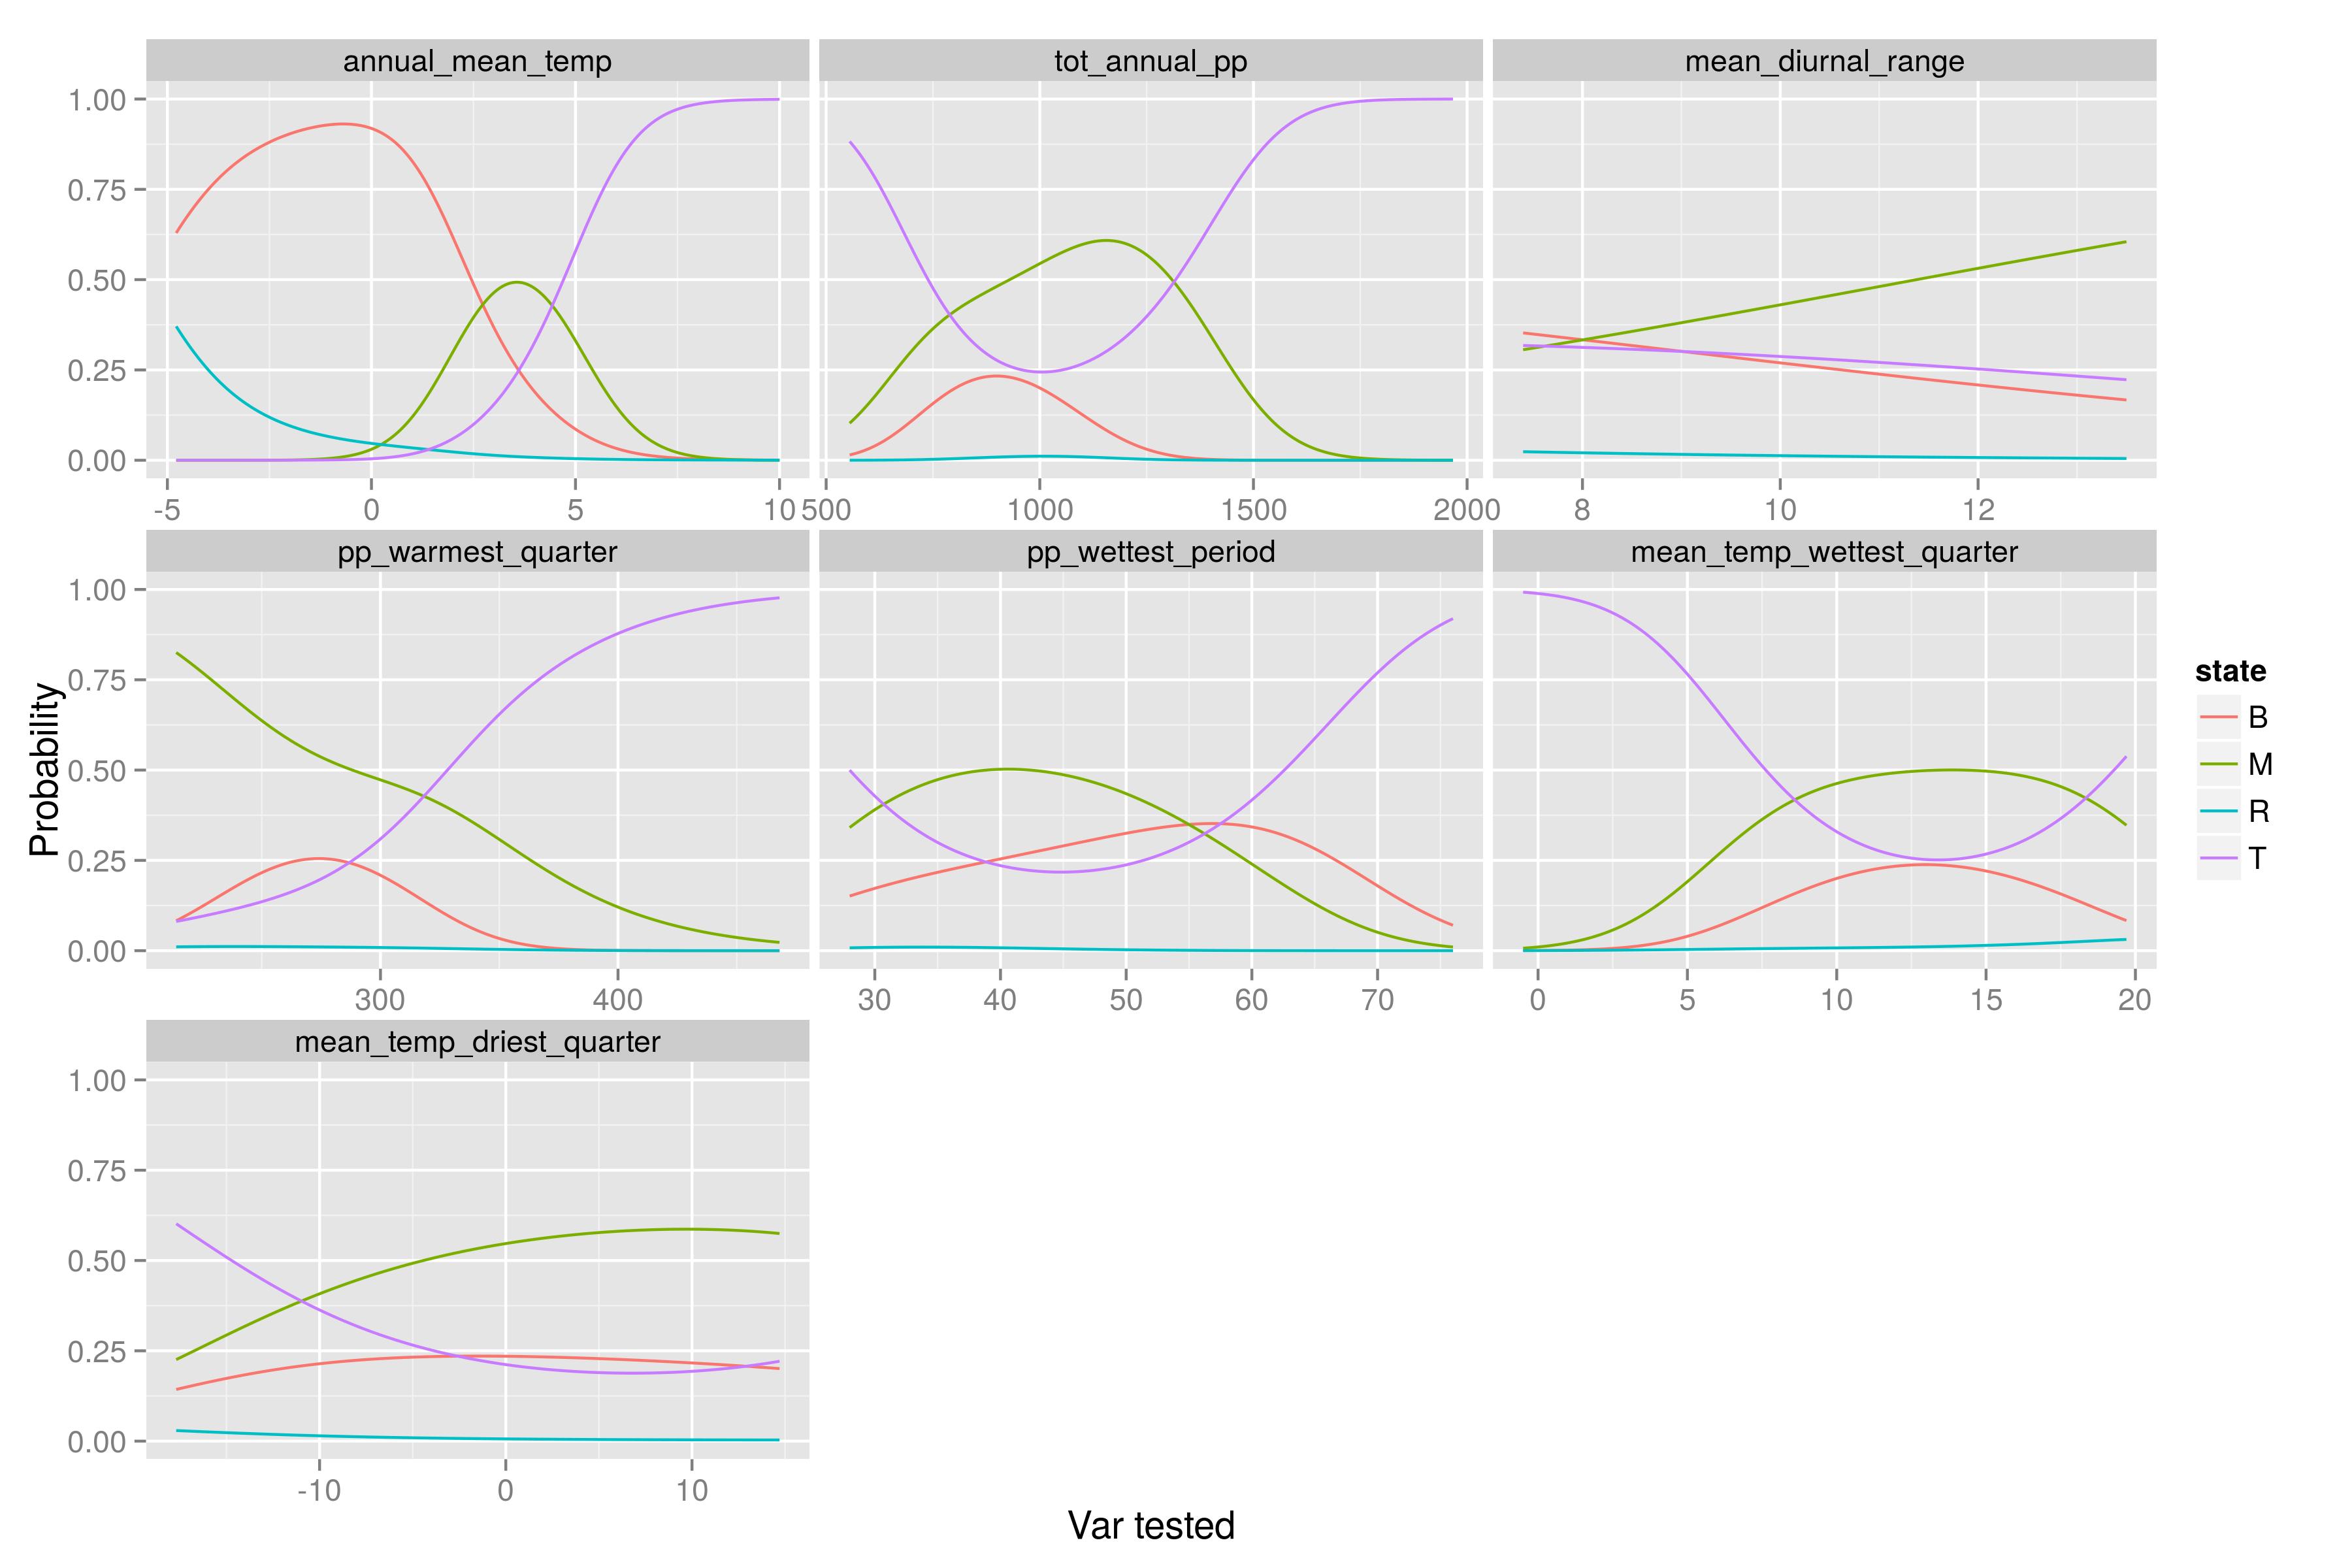 annual_mean_temp
tot_annual_pp
mean_diurnal_range
1.00
0.75
0.50
0.25
0.00
-5 0 5 10
500 1000 1500 2000
8 10 12
pp_warmest_quarter
pp_wettest_period
mean_temp_wettest_quarter
1.00
0.75
0.50
0.25
0.00
300 400
30 40 50 60 70
0 5 10 15 20
mean_temp_driest_quarter
1.00
0.75
0.50
0.25
0.00
-10 0 10
Probability
Var tested
state
B
M
R
T